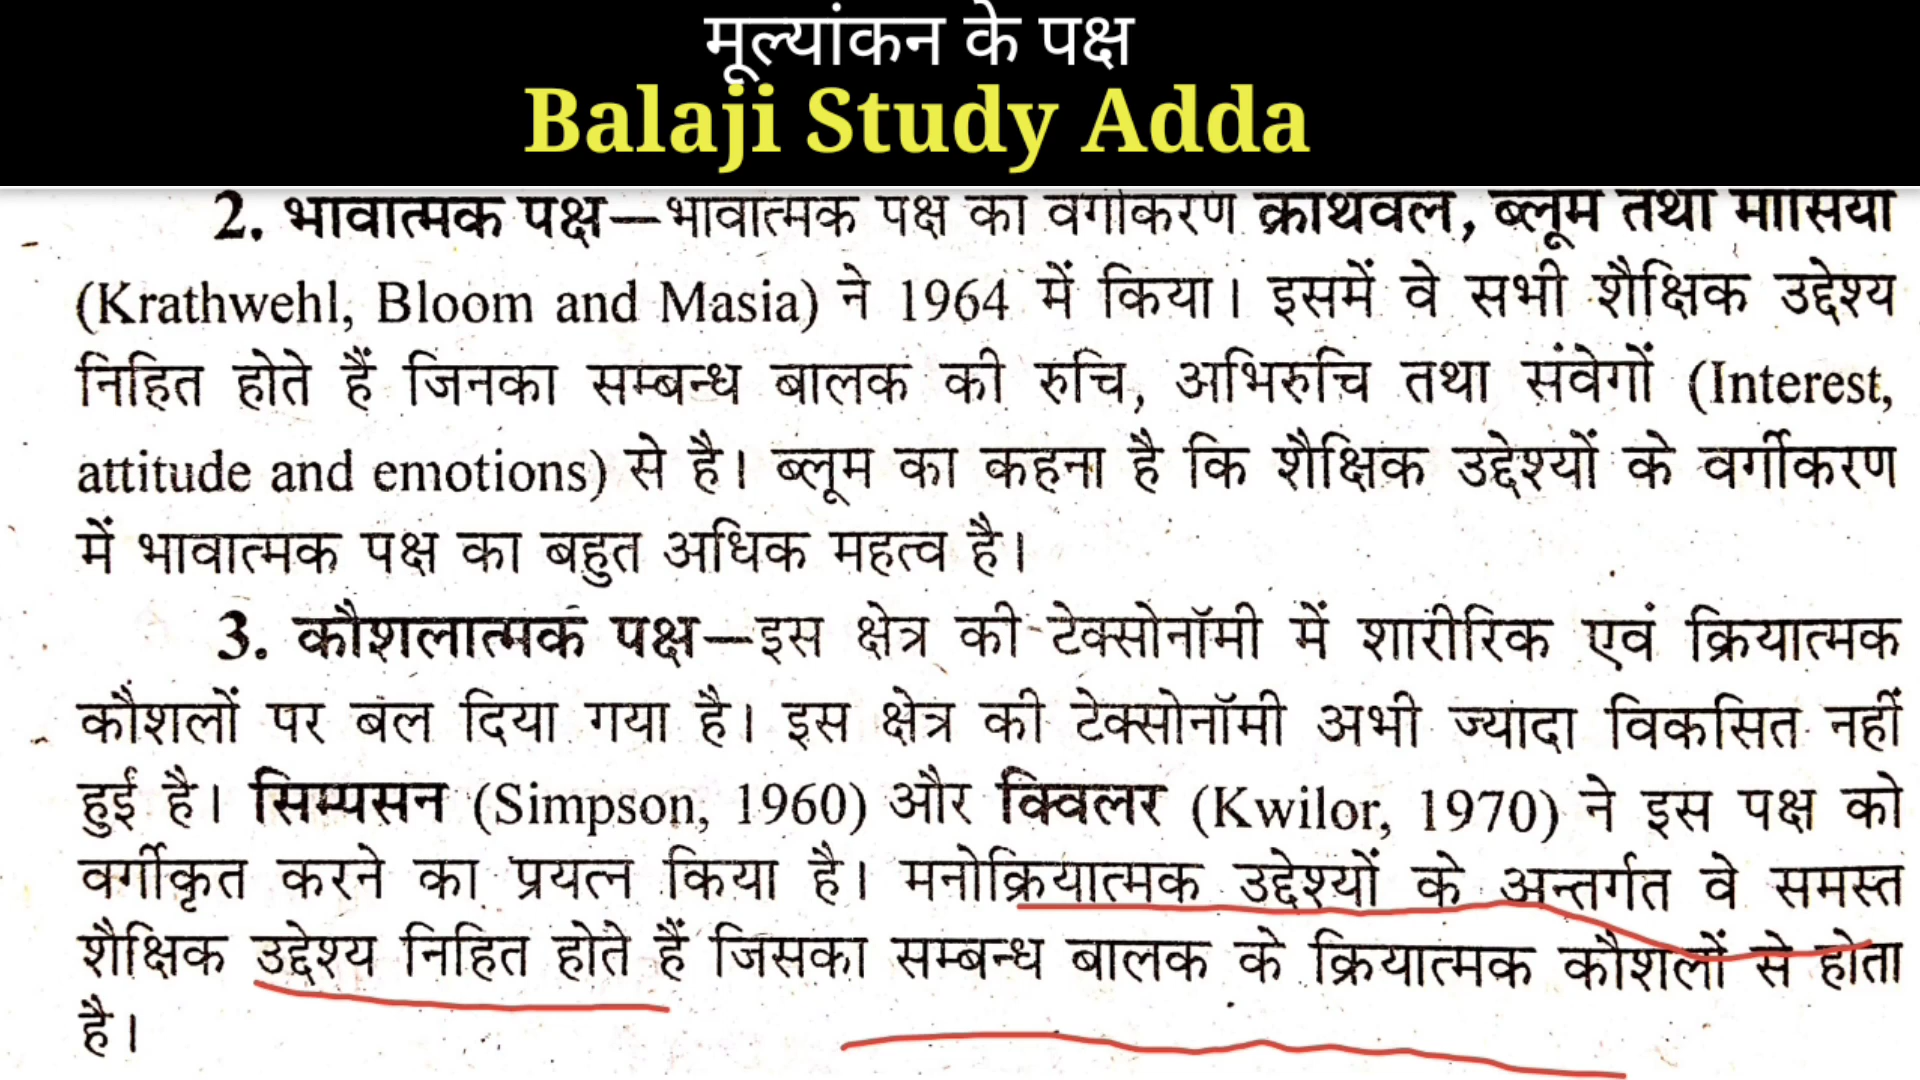 मूल्यांकन के पक्ष
Balaji Study Adda
2. भावात्मक पक्ष—भावात्मक पक्ष का वर्गीकरण क्राथवल, ब्लूम तथा मासिया
(Krathwehl, Bloom and Masia) ने 1964 में किया। इसमें वे सभी शैक्षिक उद्देश्य
निहित होते हैं जिनका सम्बन्ध बालक की रुचि, अभिरुचि तथा संवेगों (Interest,
attitude and emotions) से है। ब्लूम का कहना है कि शैक्षिक उद्देश्यों के वर्गीकरण
में भावात्मक पक्ष का बहुत अधिक महत्व है।
3. कौशलात्मक पक्ष—इस क्षेत्र की टेक्सोनॉमी में शारीरिक एवं क्रियात्मक
कौशलों पर बल दिया गया है। इस क्षेत्र की टेक्सोनॉमी अभी ज्यादा विकसित नहीं
हुई है। सिम्पसन (Simpson, 1960) और क्विलर (Kwilor, 1970) ने इस पक्ष को
वर्गीकृत करने का प्रयत्न किया है। मनोक्रियात्मक उद्देश्यों के अन्तर्गत वे समस्त
शैक्षिक उद्देश्य निहित होते हैं जिसका सम्बन्ध बालक के क्रियात्मक कौशलों से होता
है।